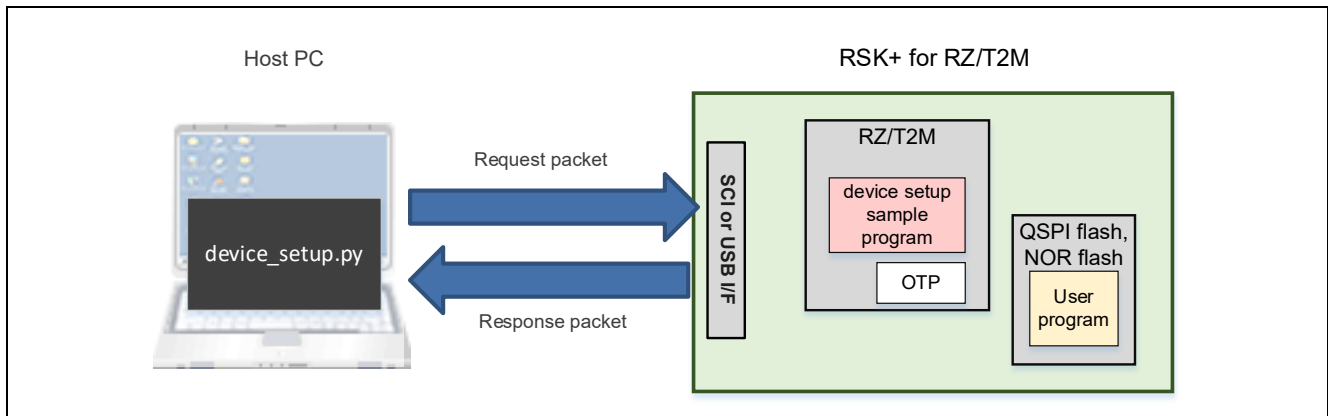 Host PC
RSK+ for RZ/T2M
device_setup.py
Request packet
Response packet
SCI or USB I/F
RZ/T2M
device setup
sample
program
OTP
QSPI flash,
NOR flash
User
program